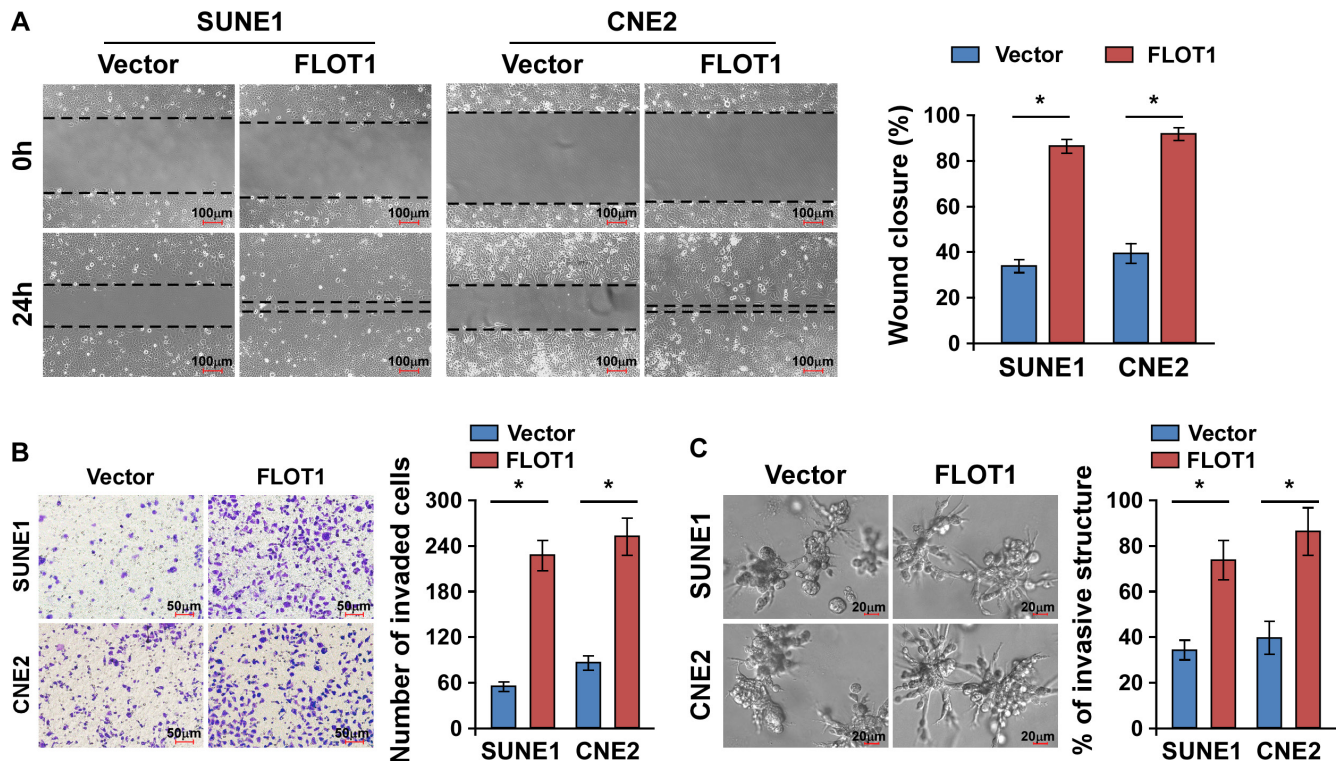 A
SUNE1
CNE2
Vector
FLOT1
Vector
FLOT1
0h
100μm
100μm
100μm
100μm
24h
100μm
100μm
100μm
100μm
Vector
FLOT1
Wound closure (%)
100
80
60
40
20
0
*
*
SUNE1
CNE2
B
Vector
FLOT1
SUNE1
50μm
50μm
CNE2
50μm
50μm
Vector
FLOT1
Number of invaded cells
300
240
180
120
60
0
*
*
SUNE1
CNE2
C
Vector
FLOT1
SUNE1
20μm
20μm
CNE2
20μm
20μm
Vector
FLOT1
% of invasive structure
100
80
60
40
20
0
*
*
SUNE1
CNE2